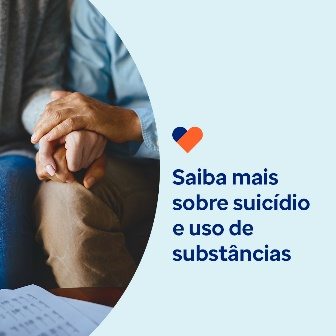 Saiba mais
sobre suicídio
e uso de
substâncias